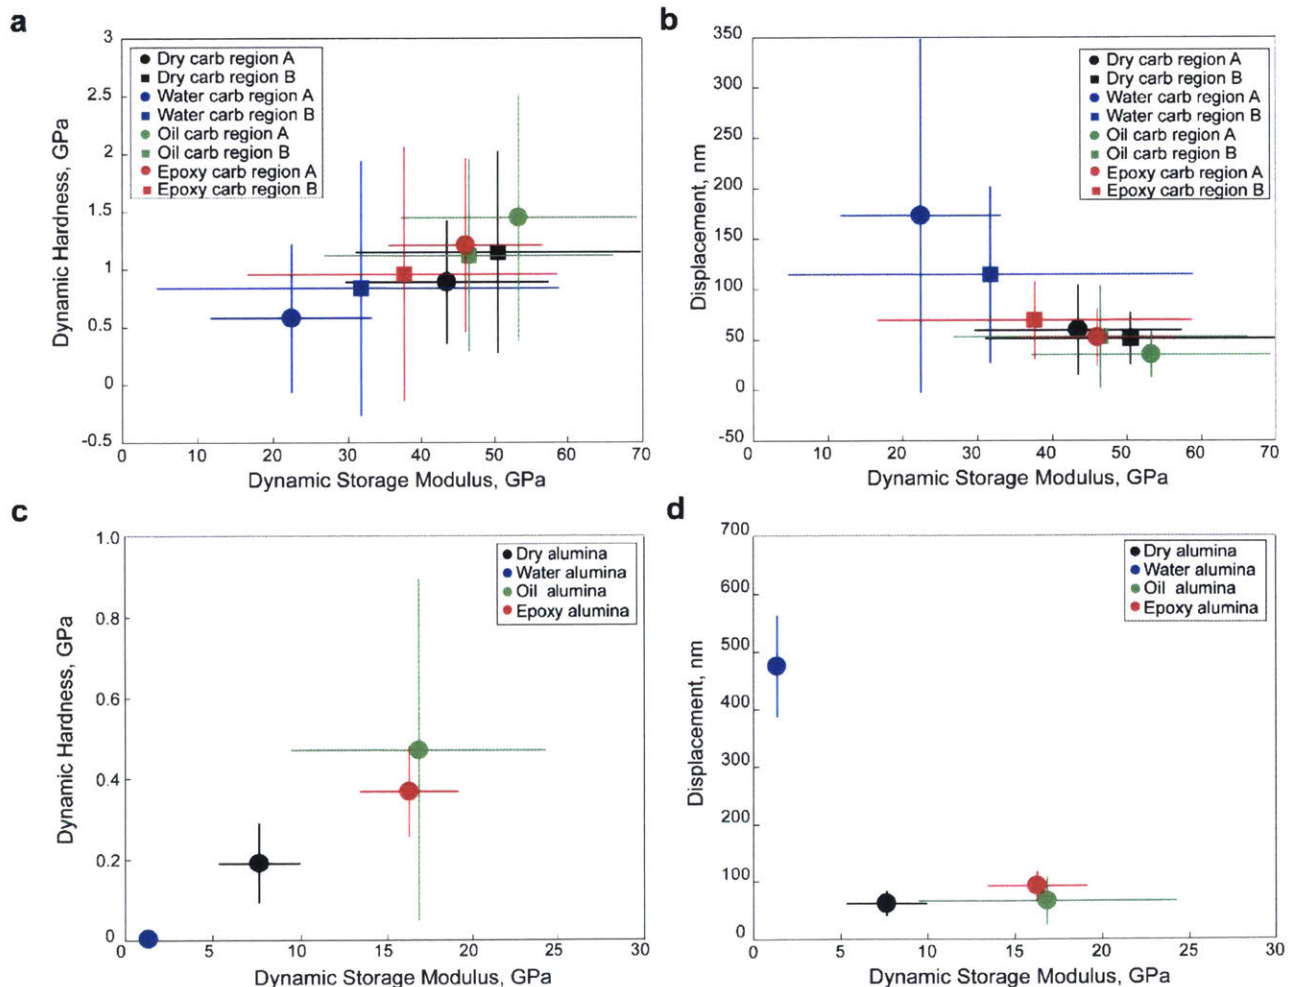 a
3
2.5
2
1.5
1
0.5
0
-0.5
Dynamic Hardness, GPa
Dry carb region A
Dry carb region B
Water carb region A
Water carb region B
Oil carb region A
Oil carb region B
Epoxy carb region A
Epoxy carb region B
0 10 20 30 40 50 60 70
Dynamic Storage Modulus, GPa
b
350
300
250
200
150
100
50
0
-50
Displacement, nm
Dry carb region A
Dry carb region B
Water carb region A
Water carb region B
Oil carb region A
Oil carb region B
Epoxy carb region A
Epoxy carb region B
0 10 20 30 40 50 60 70
Dynamic Storage Modulus, GPa
c
1.0
0.8
0.6
0.4
0.2
0
Dynamic Hardness, GPa
Dry alumina
Water alumina
Oil alumina
Epoxy alumina
0 5 10 15 20 25 30
Dynamic Storage Modulus, GPa
d
700
600
500
400
300
200
100
0
Displacement, nm
Dry alumina
Water alumina
Oil alumina
Epoxy alumina
0 5 10 15 20 25 30
Dynamic Storage Modulus, GPa